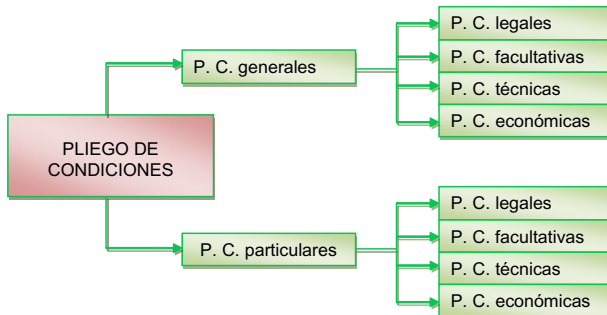 PLIEGO DE
CONDICIONES
P. C. generales
P. C. legales
P. C. facultativas
P. C. técnicas
P. C. económicas
P. C. particulares
P. C. legales
P. C. facultativas
P. C. técnicas
P. C. económicas